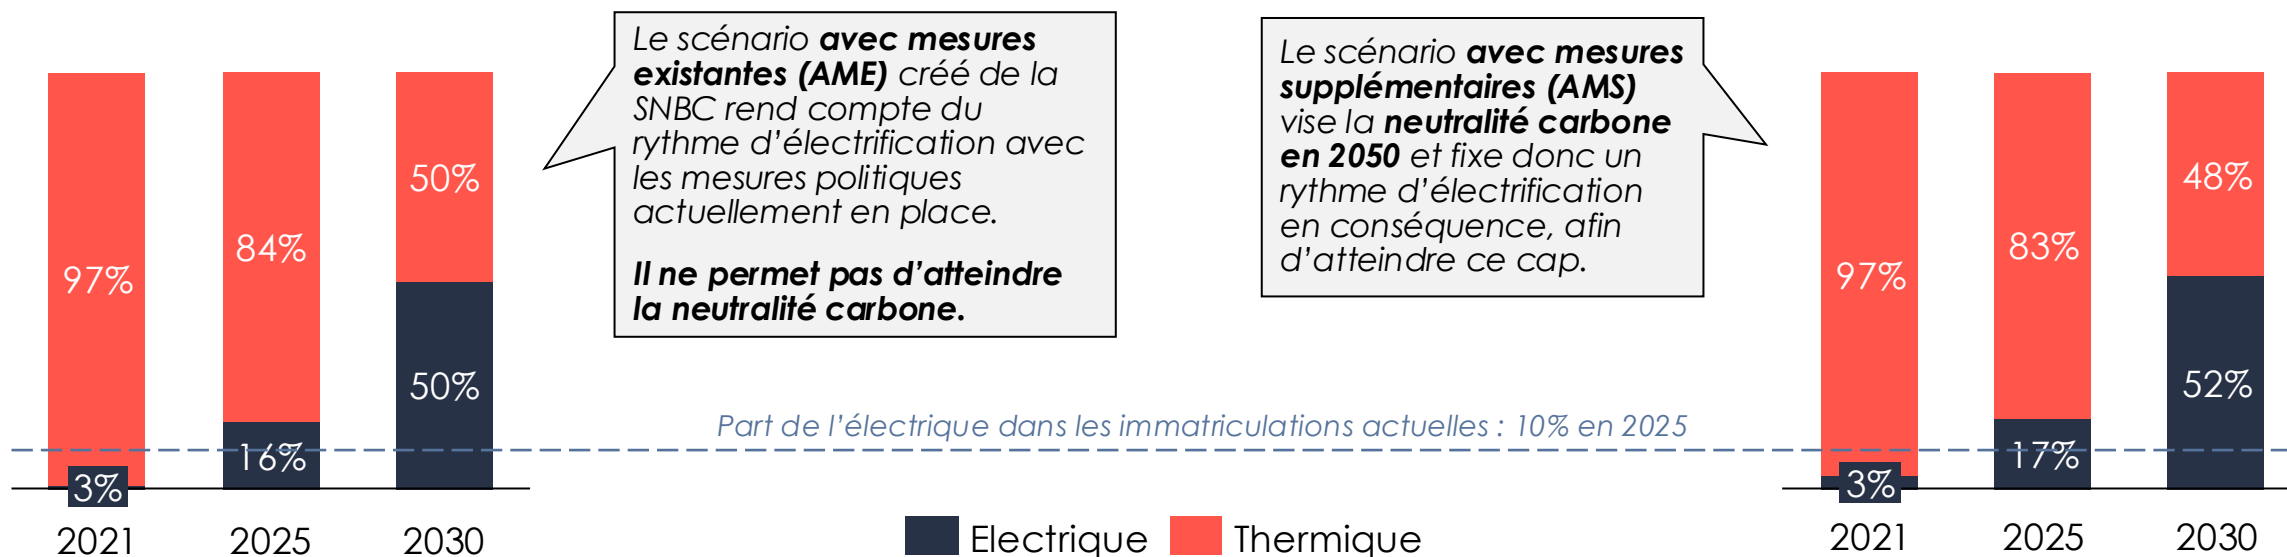 97%
3%
2021
84%
16%
2025
50%
50%
2030
Le scénario avec mesures
existantes (AME) créé de la
SNBC rend compte du
rythme d’électrification avec
les mesures politiques
actuellement en place.
Il ne permet pas d’atteindre
la neutralité carbone.
Le scénario avec mesures
supplémentaires (AMS)
vise la neutralité carbone
en 2050 et fixe donc un
rythme d’électrification
en conséquence, afin
d’atteindre ce cap.
Part de l’électrique dans les immatriculations actuelles : 10% en 2025
Electrique
Thermique
97%
3%
2021
83%
17%
2025
48%
52%
2030